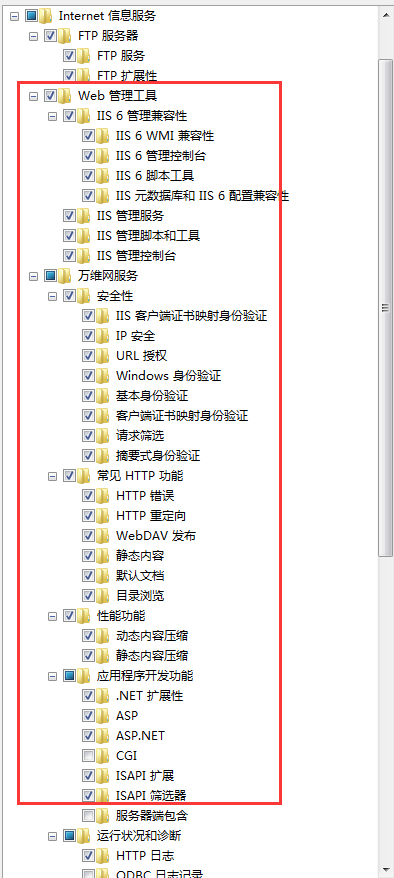 Internet 信息服务
FTP 服务器
FTP 服务
FTP 扩展性
Web 管理工具
IIS 6 管理兼容性
IIS 6 WMI 兼容性
IIS 6 管理控制台
IIS 6 脚本工具
IIS 元数据库和 IIS 6 配置兼容性
IIS 管理服务
IIS 管理脚本和工具
IIS 管理控制台
万维网服务
安全性
IIS 客户端证书映射身份验证
IP 安全
URL 授权
Windows 身份验证
基本身份验证
客户端证书映射身份验证
请求筛选
摘要式身份验证
常见 HTTP 功能
HTTP 错误
HTTP 重定向
WebDAV 发布
静态内容
默认文档
目录浏览
性能功能
动态内容压缩
静态内容压缩
应用程序开发功能
.NET 扩展性
ASP
ASP.NET
CGI
ISAPI 扩展
ISAPI 筛选器
服务器端包含
运行状况和诊断
HTTP 日志
ODBC 日志记录